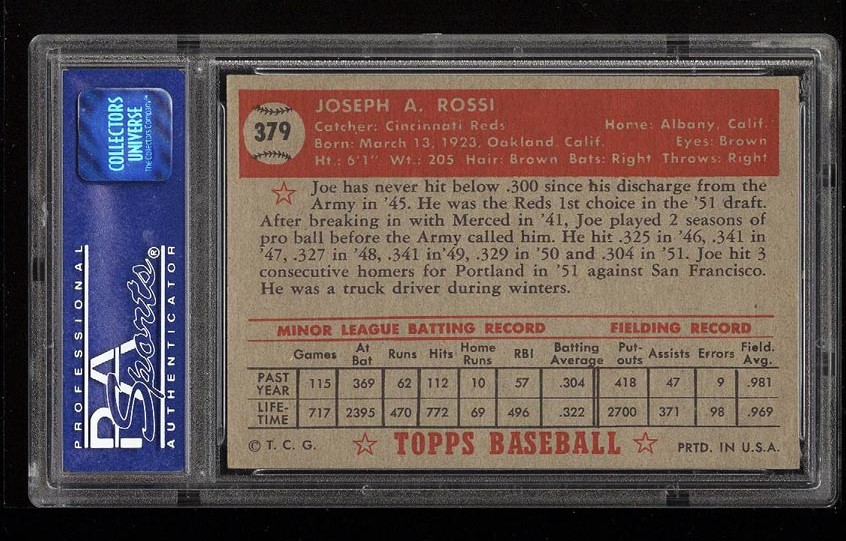 COLLECTORS
UNIVERSE
The Collectors Company™
PROFESSIONAL
PSA
Sports®
AUTHENTICATOR
379
JOSEPH A. ROSSI
Catcher: Cincinnati Reds Home: Albany, Calif.
Born: March 13, 1923, Oakland, Calif. Eyes: Brown
Ht.: 6'1" Wt.: 205 Hair: Brown Bats: Right Throws: Right
Joe has never hit below .300 since his discharge from the
Army in '45. He was the Reds 1st choice in the '51 draft.
After breaking in with Merced in '41, Joe played 2 seasons of
pro ball before the Army called him. He hit .325 in '46, .341 in
'47, .327 in '48, .341 in'49, .329 in '50 and .304 in '51. Joe hit 3
consecutive homers for Portland in '51 against San Francisco.
He was a truck driver during winters.
MINOR LEAGUE BATTING RECORD FIELDING RECORD
Games At Bat Runs Hits Home Runs RBI Batting Average Put-outs Assists Errors Field. Avg.
PAST YEAR 115 369 62 112 10 57 .304 418 47 9 .981
LIFE-TIME 717 2395 470 772 69 496 .322 2700 371 98 .969
© T. C. G. TOPPS BASEBALL PRTD. IN U.S.A.